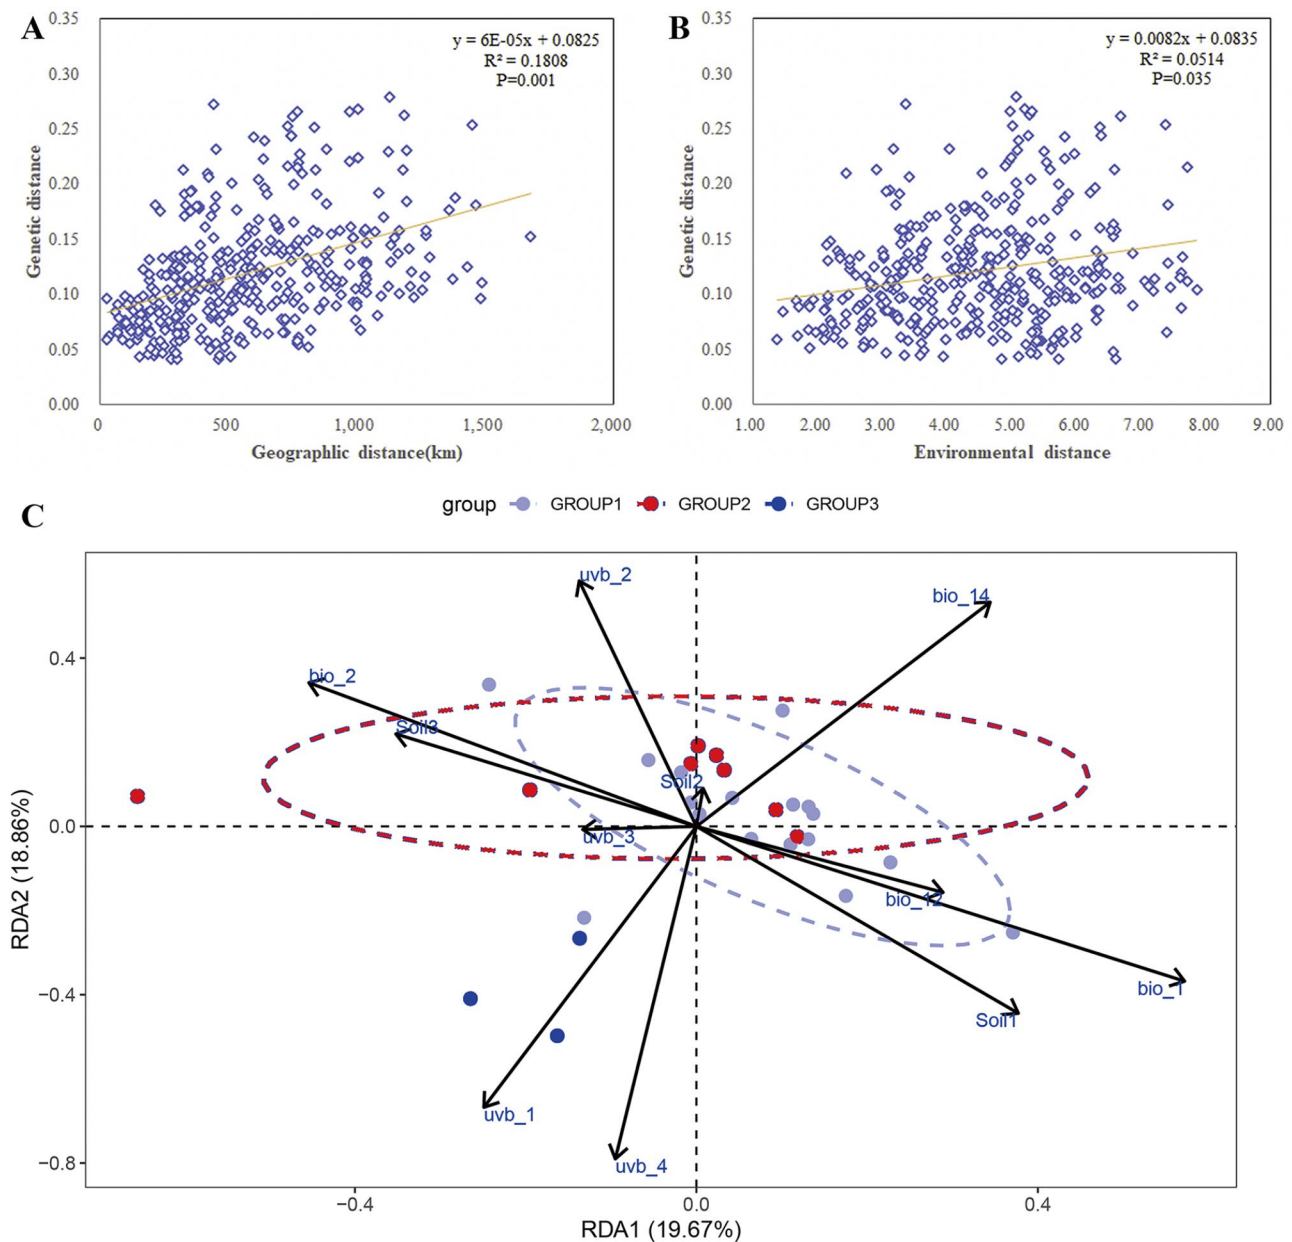 A
y = 6E-05x + 0.0825
R² = 0.1808
P=0.001
0.35
0.30
0.25
0.20
0.15
0.10
0.05
0.00
Genetic distance
0 500 1,000 1,500 2,000
Geographlic distance(km)
B
y = 0.0082x + 0.0835
R² = 0.0514
P=0.035
0.35
0.30
0.25
0.20
0.15
0.10
0.05
0.00
Genetic distance
1.00 2.00 3.00 4.00 5.00 6.00 7.00 8.00 9.00
Environmental distance
C
group GROUP1 GROUP2 GROUP3
uvb_2
bio_14
bio_2
Soil3
Soil2
uvb_3
bio_12
bio_1
Soil1
uvb_1
uvb_4
0.4
0.0
−0.4
−0.8
RDA2 (18.86%)
−0.4 0.0 0.4
RDA1 (19.67%)